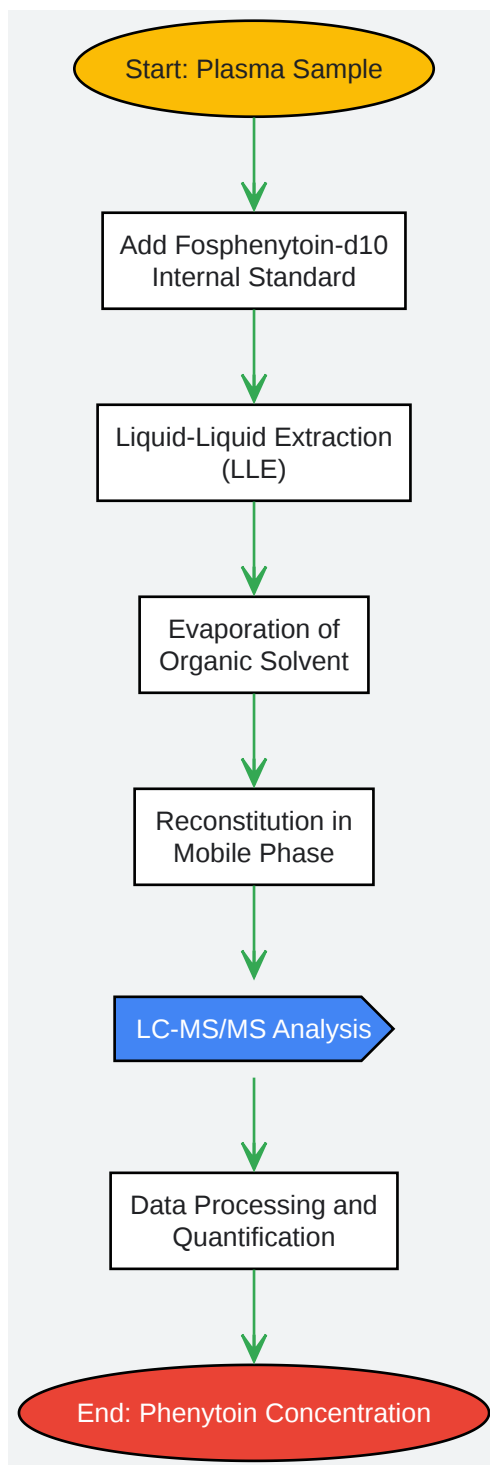 Start: Plasma Sample
Add Fosphenytoin-d10
Internal Standard
Liquid-Liquid Extraction
(LLE)
Evaporation of
Organic Solvent
Reconstitution in
Mobile Phase
LC-MS/MS Analysis
Data Processing and
Quantification
End: Phenytoin Concentration